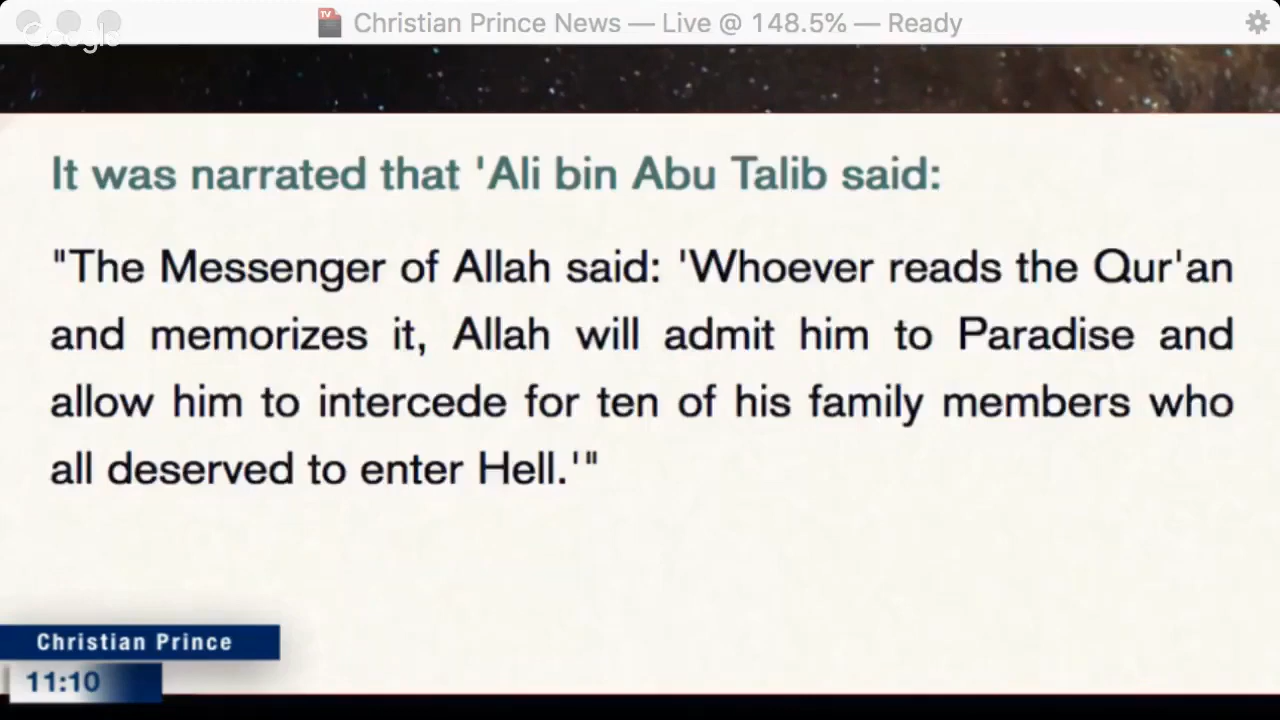 Christian Prince News — Live @ 148.5% — Ready
Google
It was narrated that 'Ali bin Abu Talib said:
"The Messenger of Allah said: 'Whoever reads the Qur'an
and memorizes it, Allah will admit him to Paradise and
allow him to intercede for ten of his family members who
all deserved to enter Hell.'"
Christian Prince
11:10